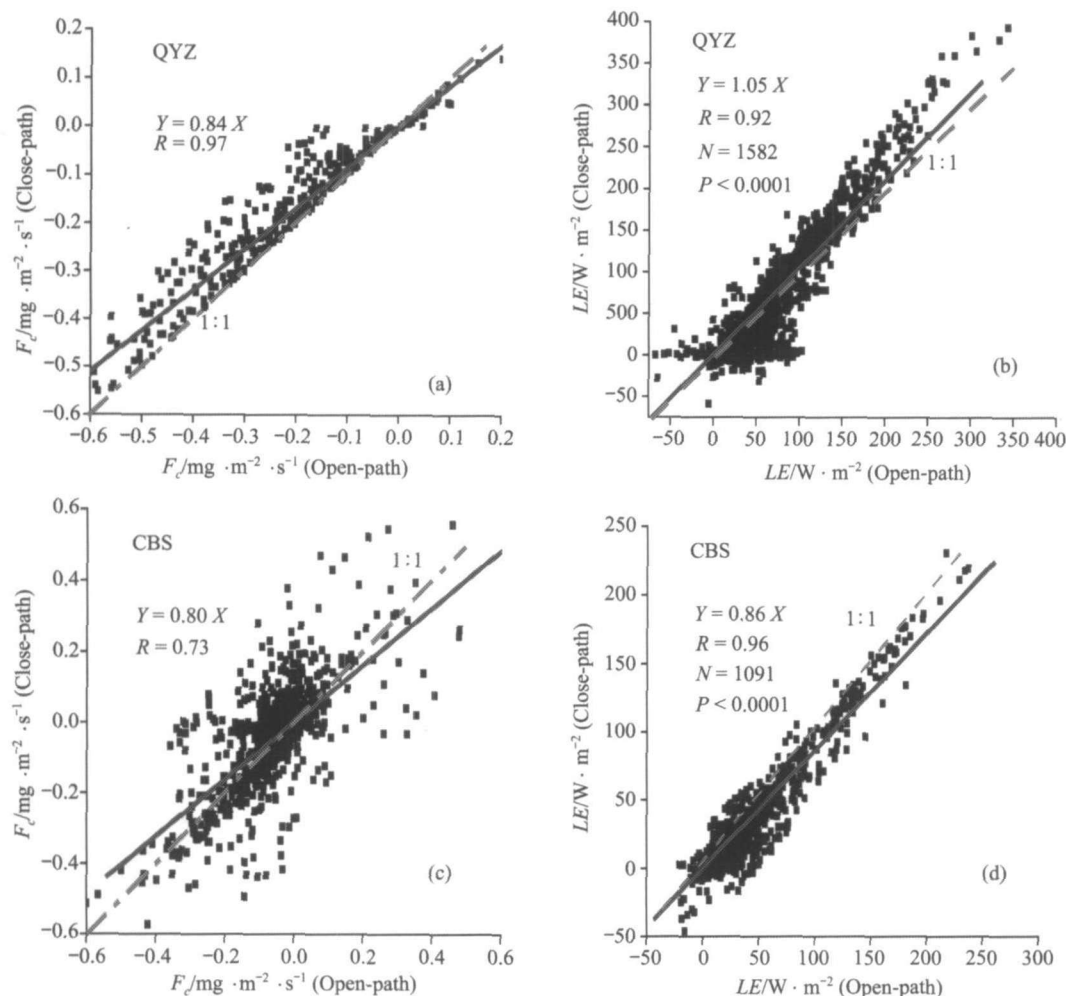 0.2
0.1
0.0
−0.1
−0.2
−0.3
−0.4
−0.5
−0.6
F_c/mg · m⁻² · s⁻¹ (Close-path)
QYZ
Y = 0.84 X
R = 0.97
1:1
(a)
−0.6 −0.5 −0.4 −0.3 −0.2 −0.1 0.0 0.1 0.2
F_c/mg · m⁻² · s⁻¹ (Open-path)
400
350
300
250
200
150
100
500
0
−50
LE/W · m⁻² (Close-path)
QYZ
Y = 1.05 X
R = 0.92
N = 1582
P < 0.0001
1:1
(b)
−50 0 50 100 150 200 250 300 350 400
LE/W · m⁻² (Open-path)
0.6
0.4
0.2
0.0
−0.2
−0.4
−0.6
F_c/mg · m⁻² · s⁻¹ (Close-path)
CBS
1:1
Y = 0.80 X
R = 0.73
(c)
−0.6 −0.4 −0.2 0.0 0.2 0.4 0.6
F_c/mg · m⁻² · s⁻¹ (Open-path)
250
200
150
100
50
0
−50
LE/W · m⁻² (Close-path)
CBS
Y = 0.86 X
1:1
R = 0.96
N = 1091
P < 0.0001
(d)
0 50 100 150 200 250 300
LE/W · m⁻² (Open-path)